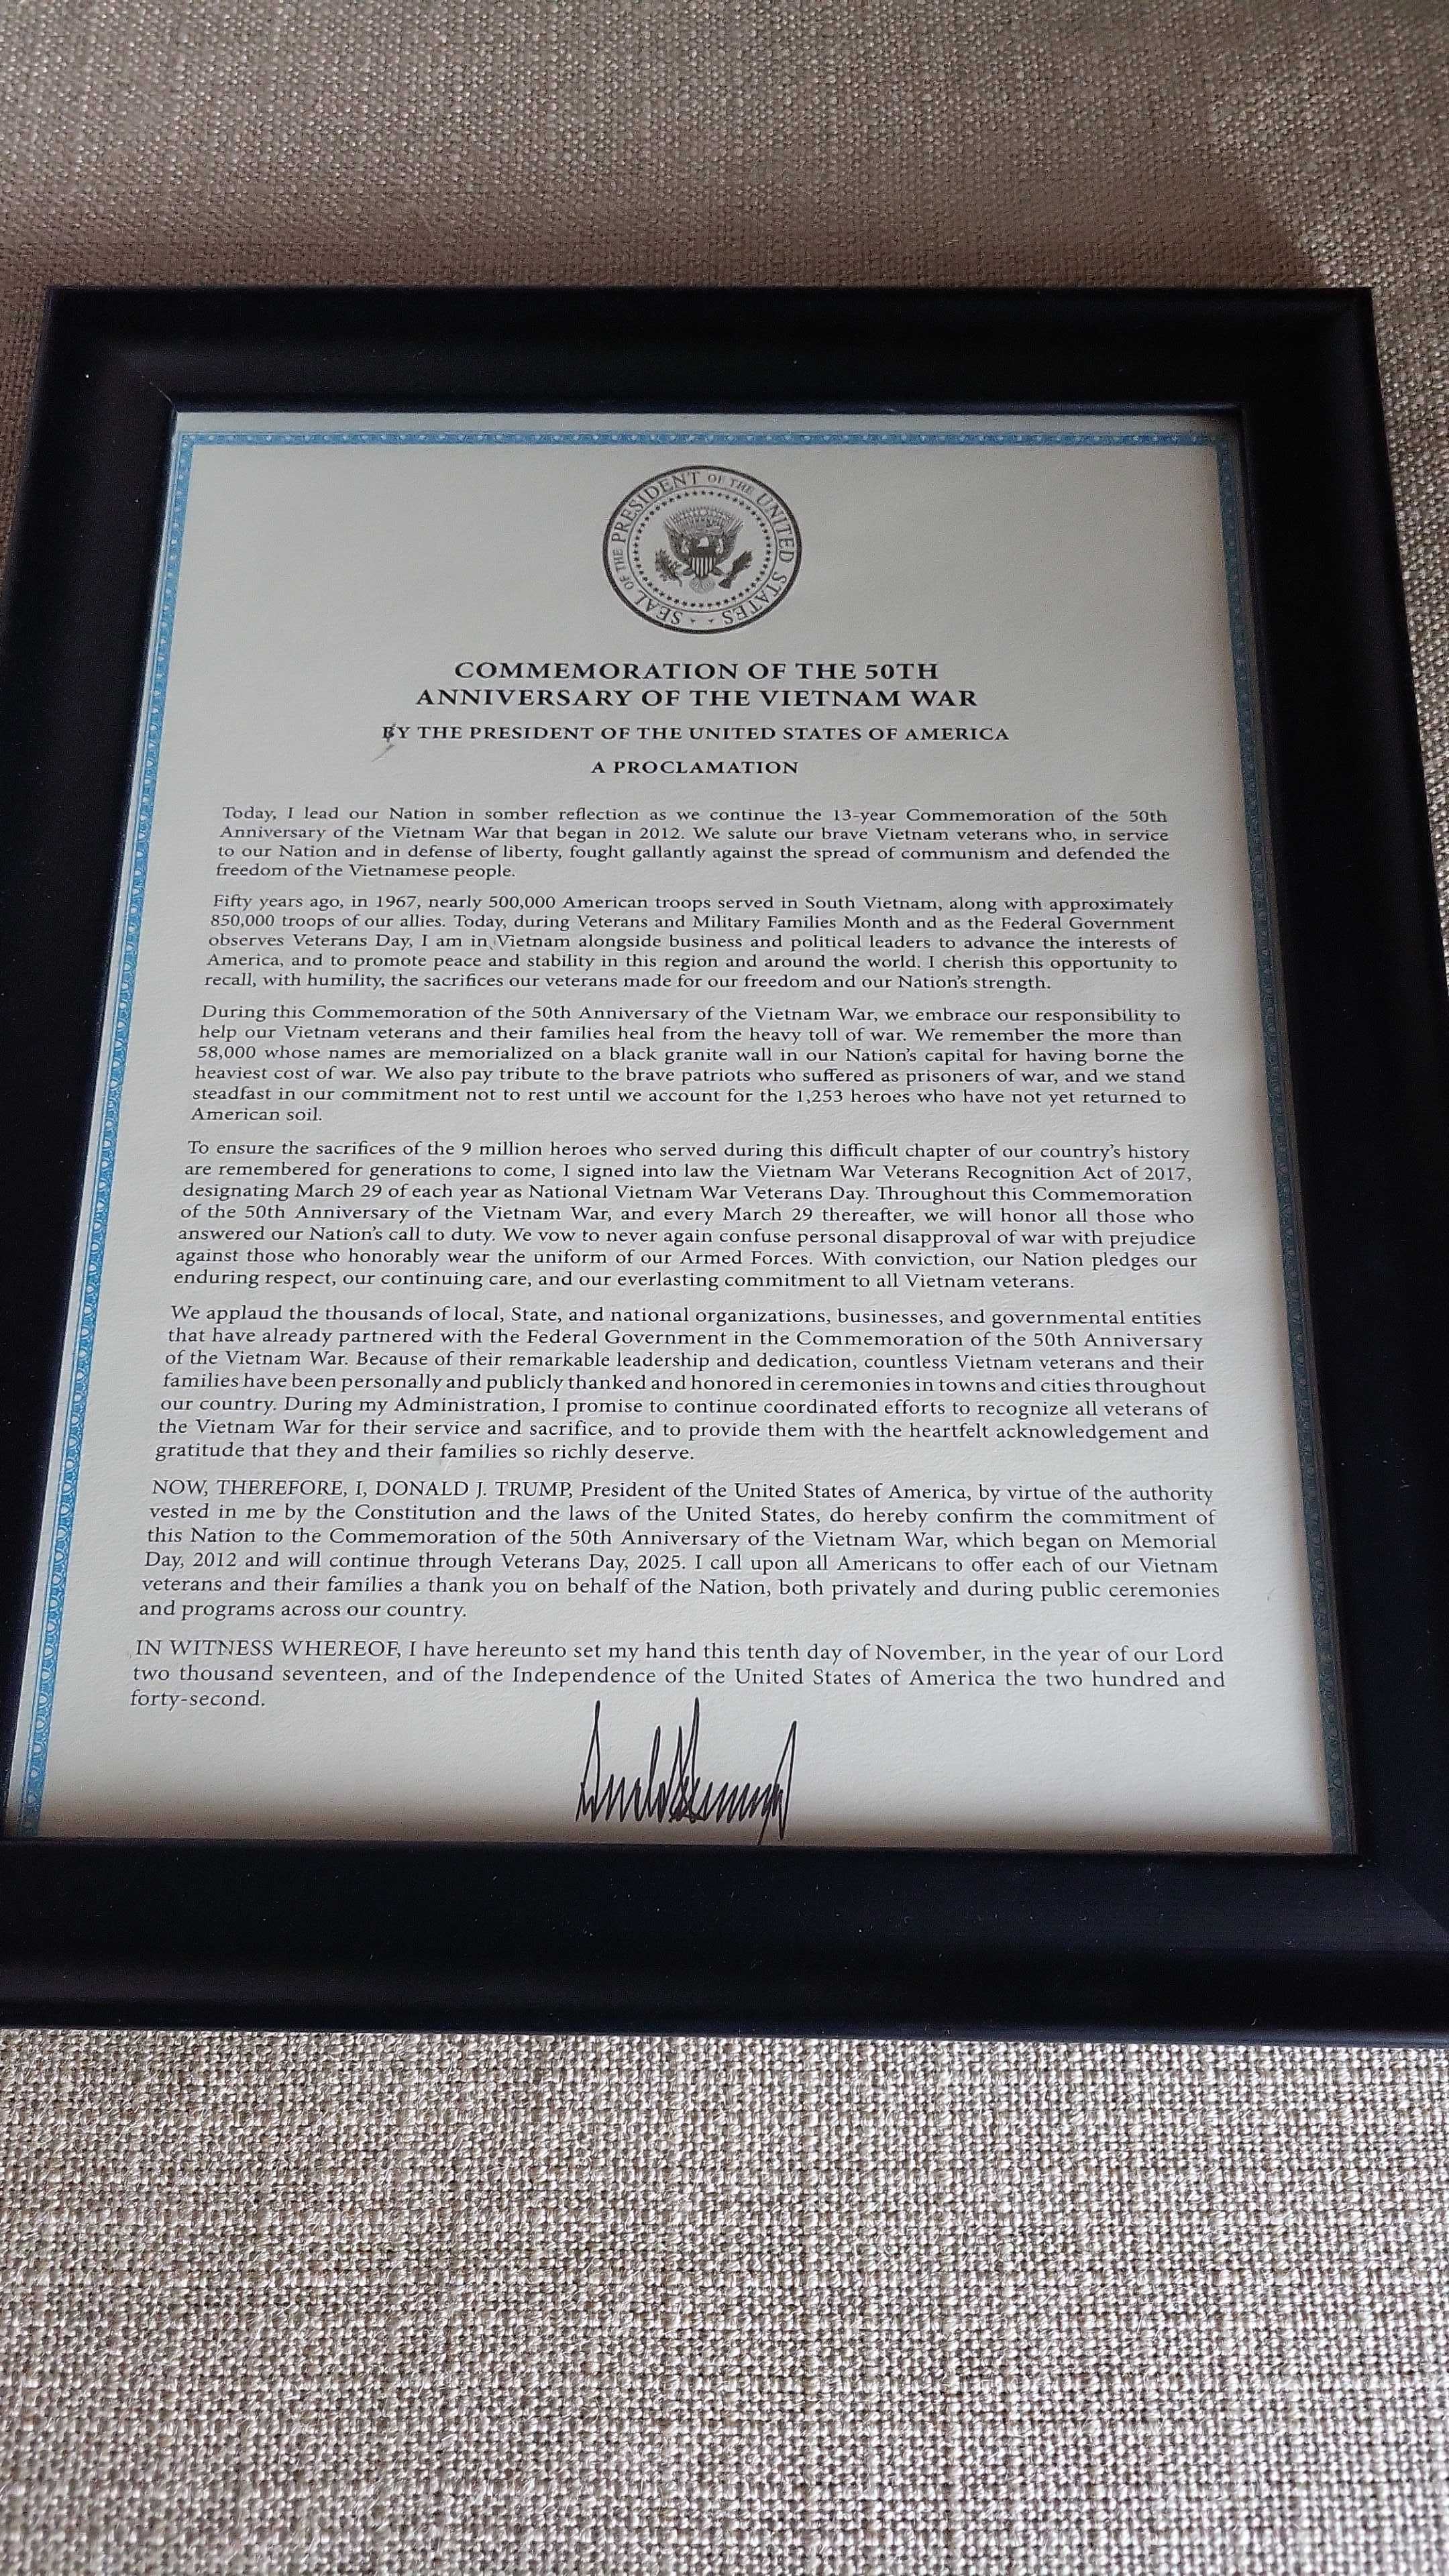 SEAL OF THE PRESIDENT OF THE UNITED STATES
COMMEMORATION OF THE 50TH
ANNIVERSARY OF THE VIETNAM WAR
BY THE PRESIDENT OF THE UNITED STATES OF AMERICA
A PROCLAMATION
Today, I lead our Nation in somber reflection as we continue the 13-year Commemoration of the 50th
Anniversary of the Vietnam War that began in 2012. We salute our brave Vietnam veterans who, in service
to our Nation and in defense of liberty, fought gallantly against the spread of communism and defended the
freedom of the Vietnamese people.
Fifty years ago, in 1967, nearly 500,000 American troops served in South Vietnam, along with approximately
850,000 troops of our allies. Today, during Veterans and Military Families Month and as the Federal Government
observes Veterans Day, I am in Vietnam alongside business and political leaders to advance the interests of
America, and to promote peace and stability in this region and around the world. I cherish this opportunity to
recall, with humility, the sacrifices our veterans made for our freedom and our Nation's strength.
During this Commemoration of the 50th Anniversary of the Vietnam War, we embrace our responsibility to
help our Vietnam veterans and their families heal from the heavy toll of war. We remember the more than
58,000 whose names are memorialized on a black granite wall in our Nation's capital for having borne the
heaviest cost of war. We also pay tribute to the brave patriots who suffered as prisoners of war, and we stand
steadfast in our commitment not to rest until we account for the 1,253 heroes who have not yet returned to
American soil.
To ensure the sacrifices of the 9 million heroes who served during this difficult chapter of our country's history
are remembered for generations to come, I signed into law the Vietnam War Veterans Recognition Act of 2017,
designating March 29 of each year as National Vietnam War Veterans Day. Throughout this Commemoration
of the 50th Anniversary of the Vietnam War, and every March 29 thereafter, we will honor all those who
answered our Nation's call to duty. We vow to never again confuse personal disapproval of war with prejudice
against those who honorably wear the uniform of our Armed Forces. With conviction, our Nation pledges our
enduring respect, our continuing care, and our everlasting commitment to all Vietnam veterans.
We applaud the thousands of local, State, and national organizations, businesses, and governmental entities
that have already partnered with the Federal Government in the Commemoration of the 50th Anniversary
of the Vietnam War. Because of their remarkable leadership and dedication, countless Vietnam veterans and their
families have been personally and publicly thanked and honored in ceremonies in towns and cities throughout
our country. During my Administration, I promise to continue coordinated efforts to recognize all veterans of
the Vietnam War for their service and sacrifice, and to provide them with the heartfelt acknowledgement and
gratitude that they and their families so richly deserve.
NOW, THEREFORE, I, DONALD J. TRUMP, President of the United States of America, by virtue of the authority
vested in me by the Constitution and the laws of the United States, do hereby confirm the commitment of
this Nation to the Commemoration of the 50th Anniversary of the Vietnam War, which began on Memorial
Day, 2012 and will continue through Veterans Day, 2025. I call upon all Americans to offer each of our Vietnam
veterans and their families a thank you on behalf of the Nation, both privately and during public ceremonies
and programs across our country.
IN WITNESS WHEREOF, I have hereunto set my hand this tenth day of November, in the year of our Lord
two thousand seventeen, and of the Independence of the United States of America the two hundred and
forty-second.
Donald Trump